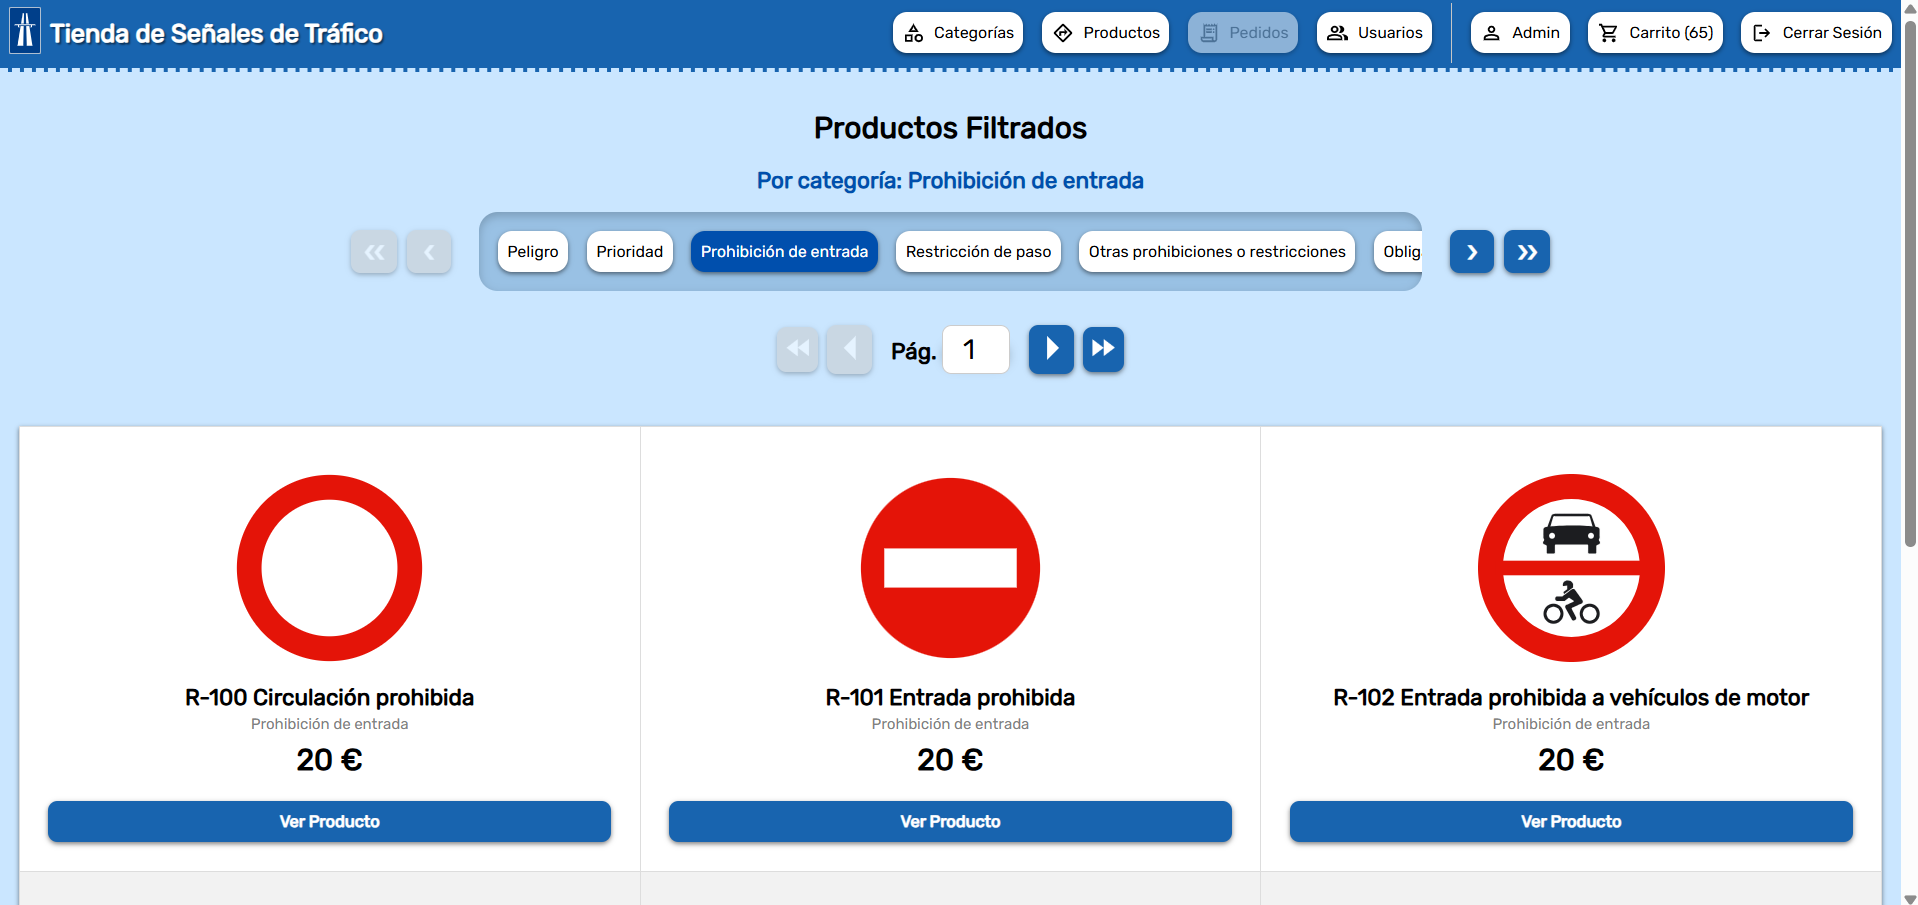 Tienda de Señales de Tráfico
Categorías
Productos
Pedidos
Usuarios
Admin
Carrito (65)
Cerrar Sesión
Productos Filtrados
Por categoría: Prohibición de entrada
Peligro
Prioridad
Prohibición de entrada
Restricción de paso
Otras prohibiciones o restricciones
Oblig
Pág. 1
R-100 Circulación prohibida
Prohibición de entrada
20 €
Ver Producto
R-101 Entrada prohibida
Prohibición de entrada
20 €
Ver Producto
R-102 Entrada prohibida a vehículos de motor
Prohibición de entrada
20 €
Ver Producto